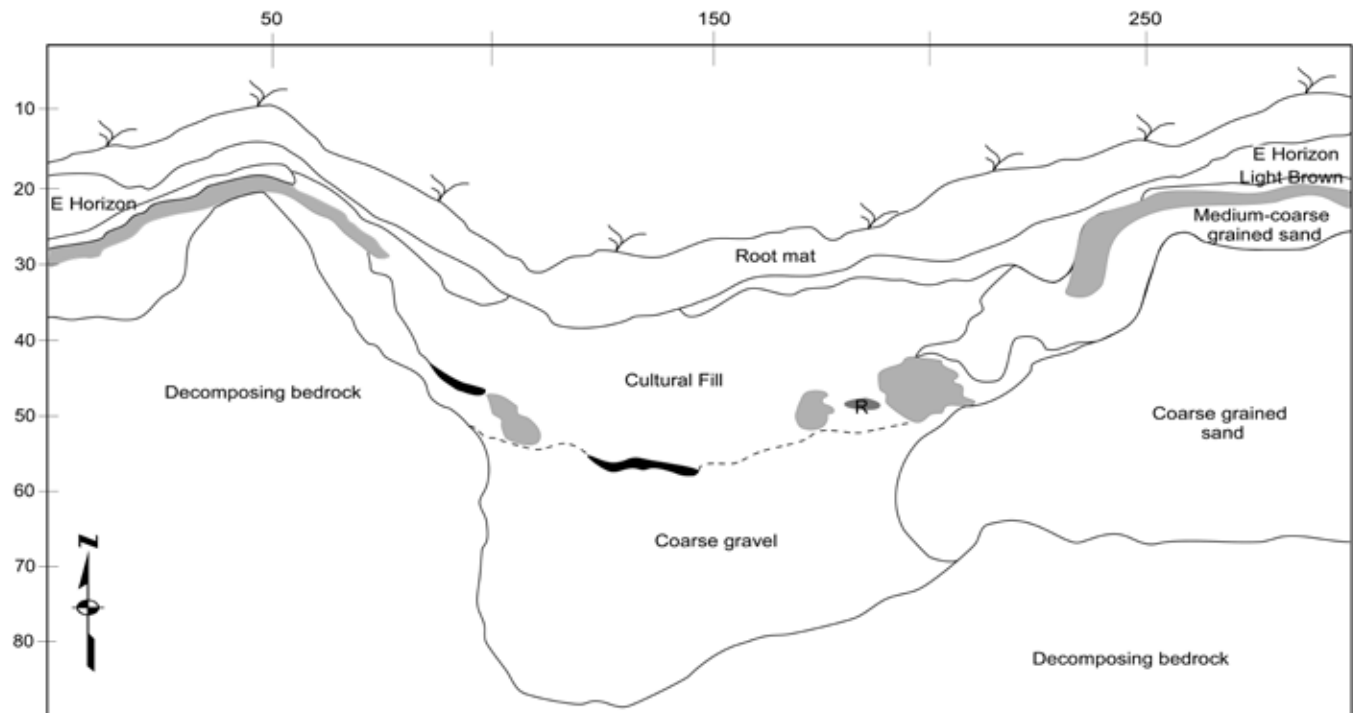 50 150 250
10
20
30
40
50
60
70
80
E Horizon
E Horizon
Light Brown
Medium-coarse
grained sand
Root mat
Decomposing bedrock
Cultural Fill
R
Coarse grained
sand
Coarse gravel
Z
Decomposing bedrock